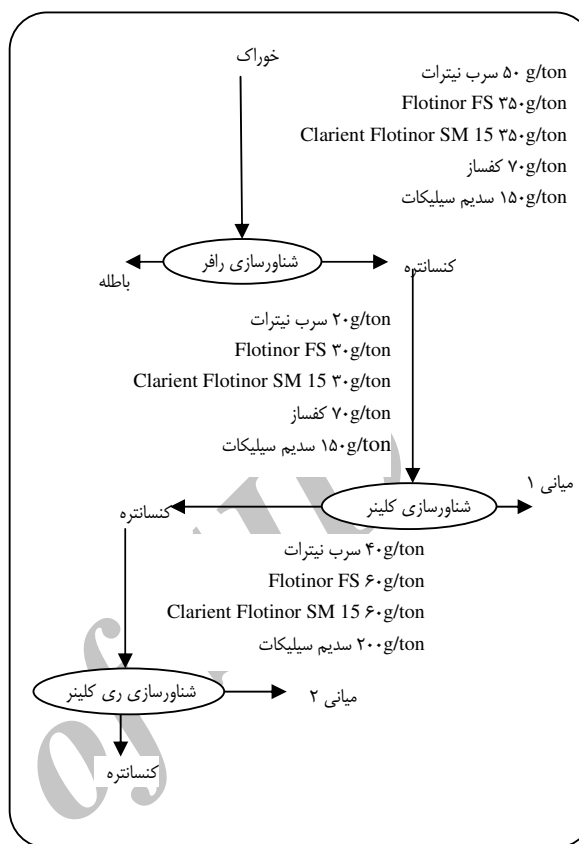 خوراک
۵۰ g/ton سرب نیترات
Flotinor FS ۳۵۰g/ton
Clarient Flotinor SM 15 ۳۵۰g/ton
۷۰g/ton کفساز
۱۵۰g/ton سدیم سیلیکات
شناورسازی رافر
کنسانتره
باطله
۲۰g/ton سرب نیترات
Flotinor FS ۳۰g/ton
Clarient Flotinor SM 15 ۳۰g/ton
۷۰g/ton کفساز
۱۵۰g/ton سدیم سیلیکات
میانی ۱
شناورسازی کلینر
کنسانتره
۴۰g/ton سرب نیترات
Flotinor FS ۶۰g/ton
Clarient Flotinor SM 15 ۶۰g/ton
۲۰۰g/ton سدیم سیلیکات
میانی ۲
شناورسازی ری کلینر
کنسانتره
of